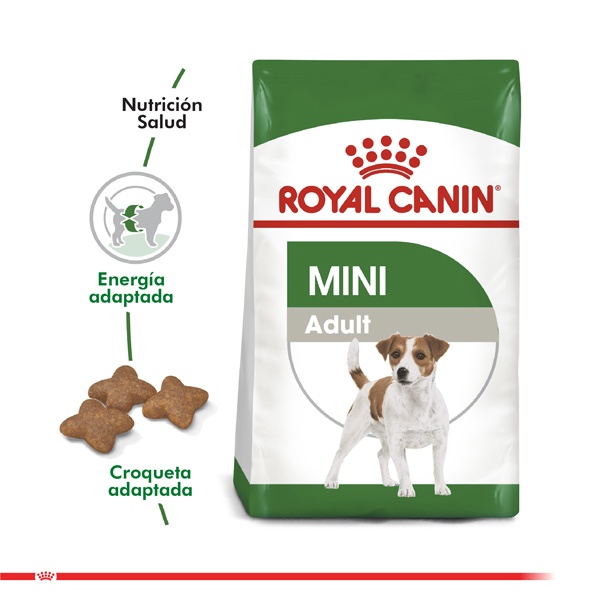 Nutrición
Salud
Energía
adaptada
Croqueta
adaptada
ROYAL CANIN®
MINI
Adult